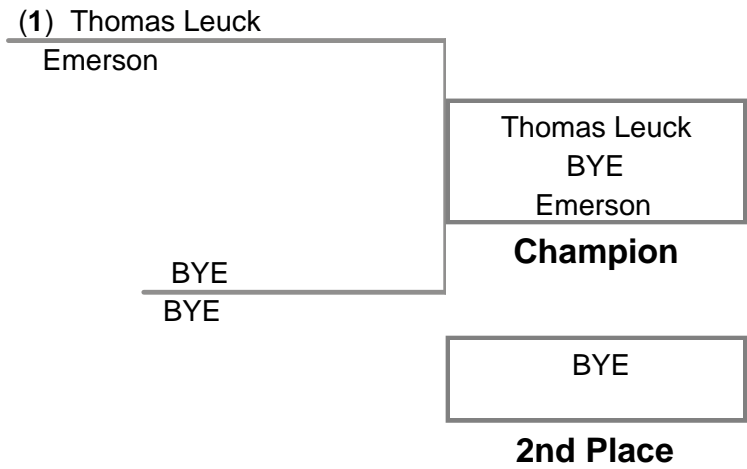 (1) Thomas Leuck
Emerson
Thomas Leuck
BYE
Emerson
Champion
BYE
BYE
BYE
2nd Place